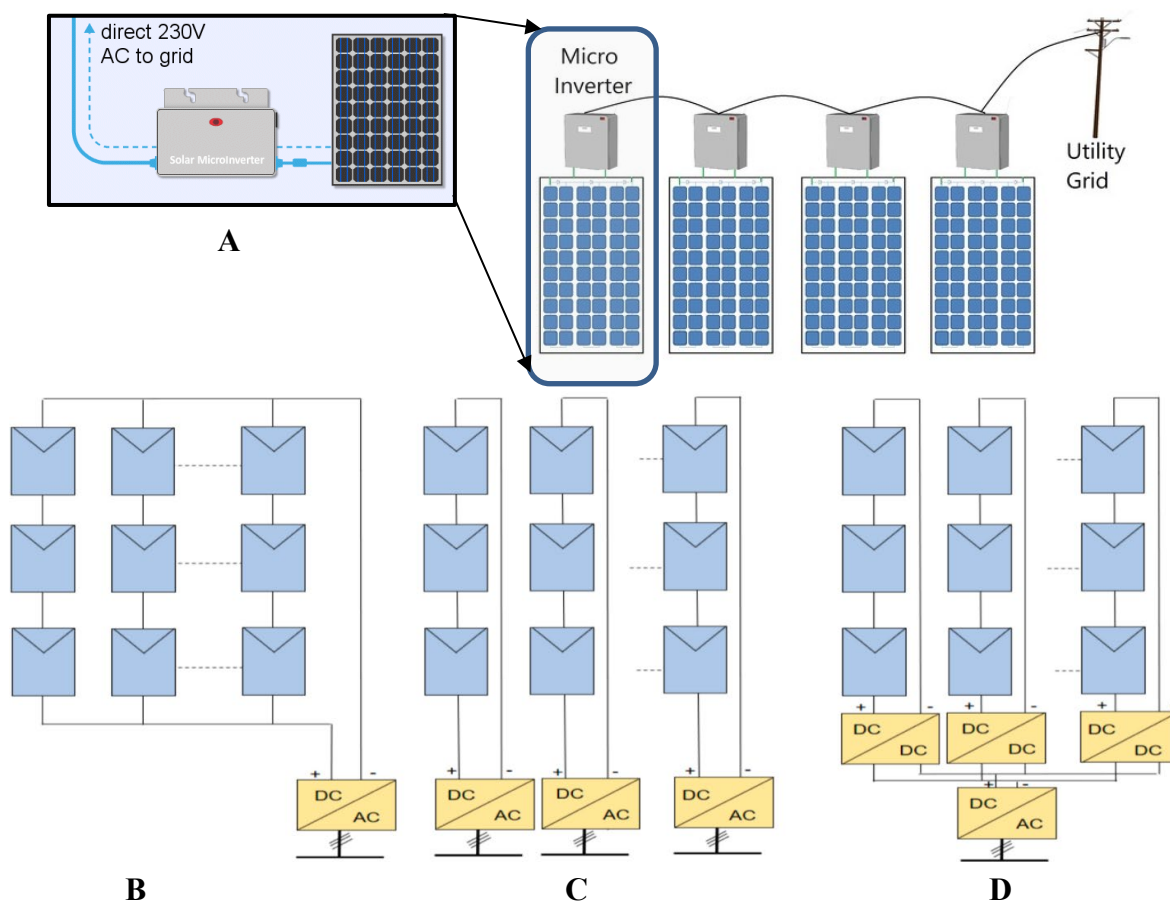 direct 230V
AC to grid
Solar MicroInverter
A
Micro
Inverter
Utility
Grid
+ -
DC
AC
B
+ -
DC
AC
+ -
DC
AC
+ -
DC
AC
C
+ -
DC
DC
+ -
DC
DC
+ -
DC
DC
+ -
DC
AC
D